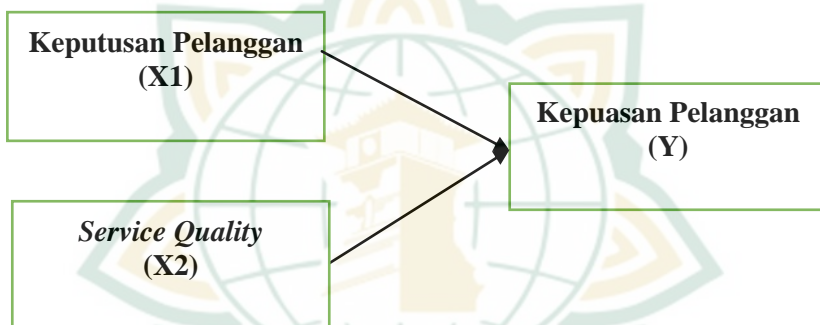 Keputusan Pelanggan
(X1)
Kepuasan Pelanggan
(Y)
Service Quality
(X2)